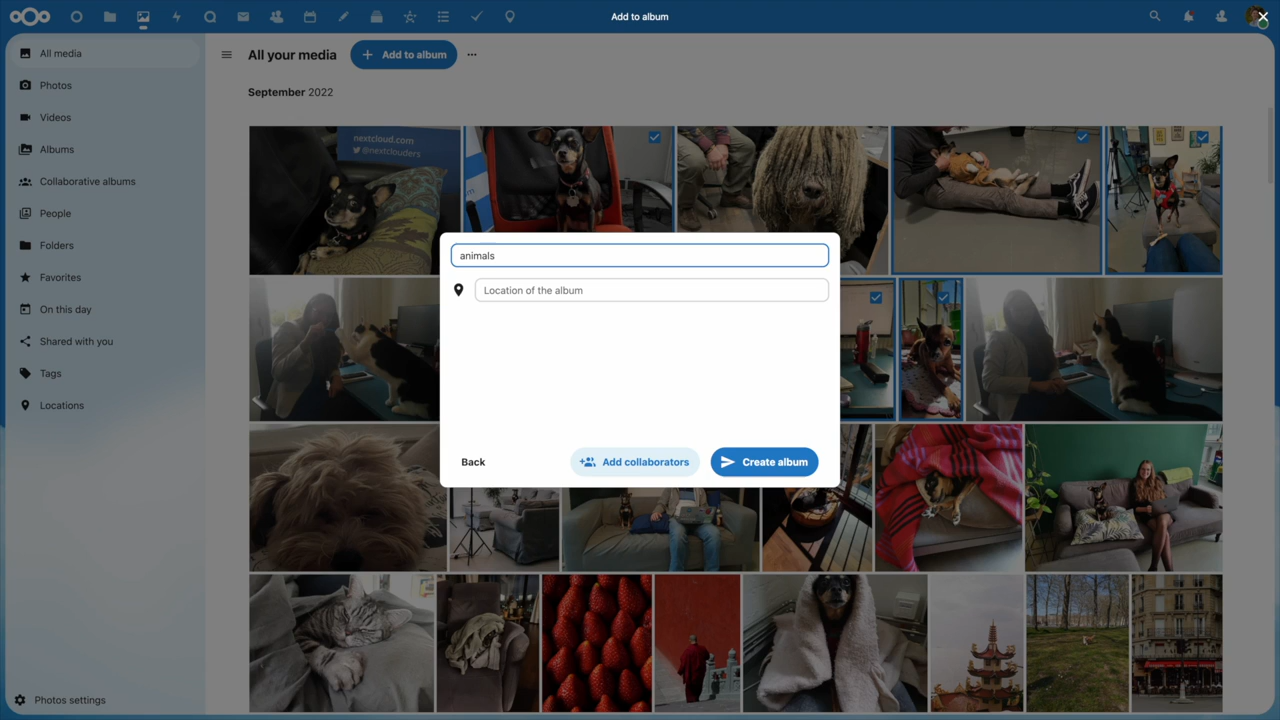 Add to album
All media
Photos
Videos
Albums
Collaborative albums
People
Folders
Favorites
On this day
Shared with you
Tags
Locations
Photos settings
All your media
Add to album
September 2022
nextcloud.com
@nextclouders
animals
Location of the album
Back
Add collaborators
Create album